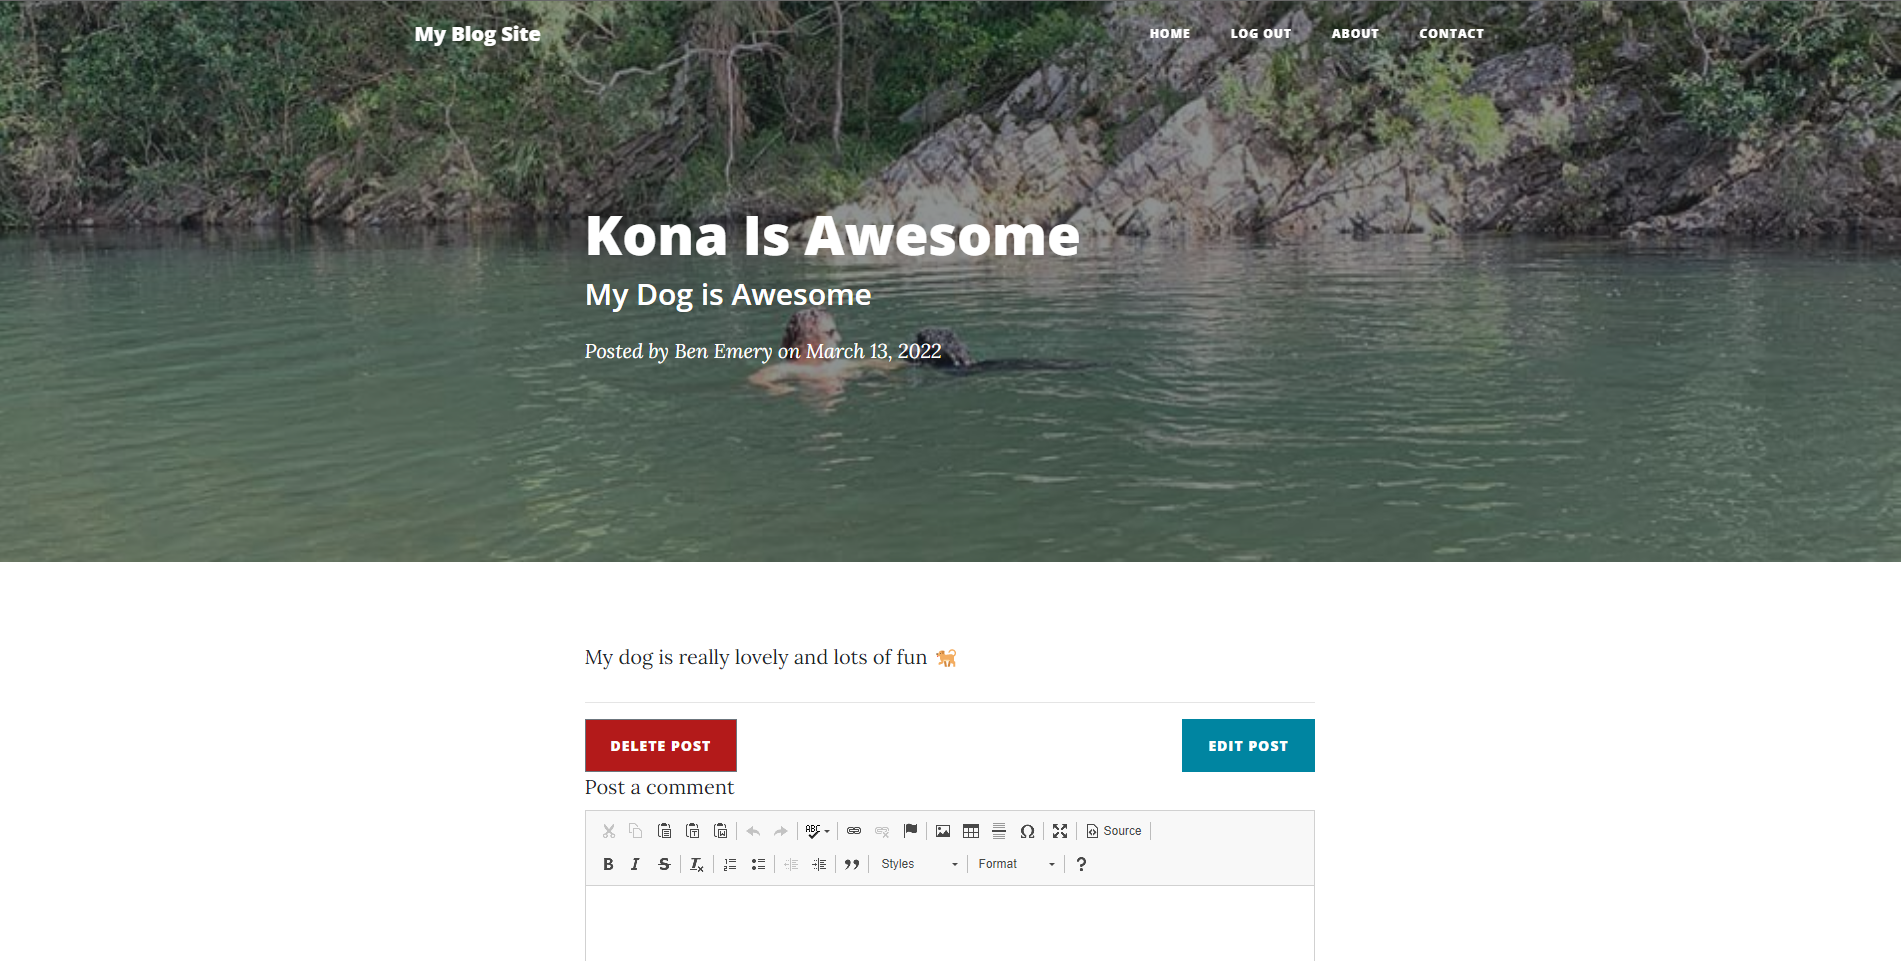 My Blog Site
HOME LOG OUT ABOUT CONTACT
Kona Is Awesome
My Dog is Awesome
Posted by Ben Emery on March 13, 2022
My dog is really lovely and lots of fun 🐕
DELETE POST
EDIT POST
Post a comment
ABC
Source
B I S
Styles
Format
?